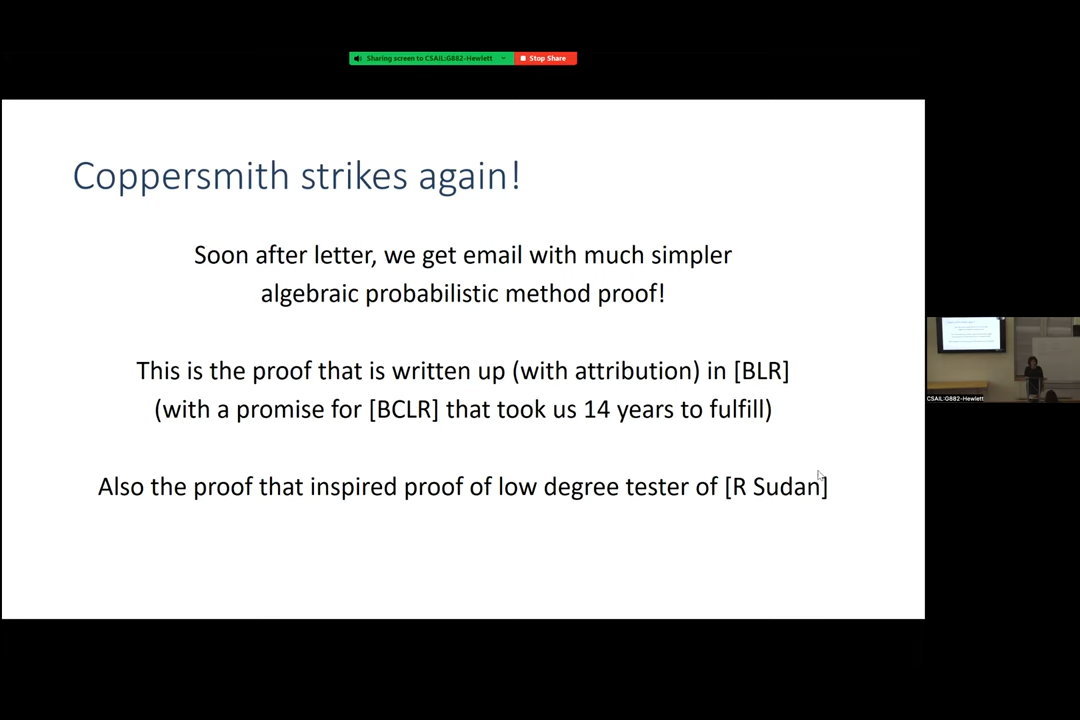 Sharing screen to CSAIL:G882-Hewlett
Stop Share
Coppersmith strikes again!
Soon after letter, we get email with much simpler
algebraic probabilistic method proof!
This is the proof that is written up (with attribution) in [BLR]
(with a promise for [BCLR] that took us 14 years to fulfill)
Also the proof that inspired proof of low degree tester of [R Sudan]
CSAIL:G882-Hewlett